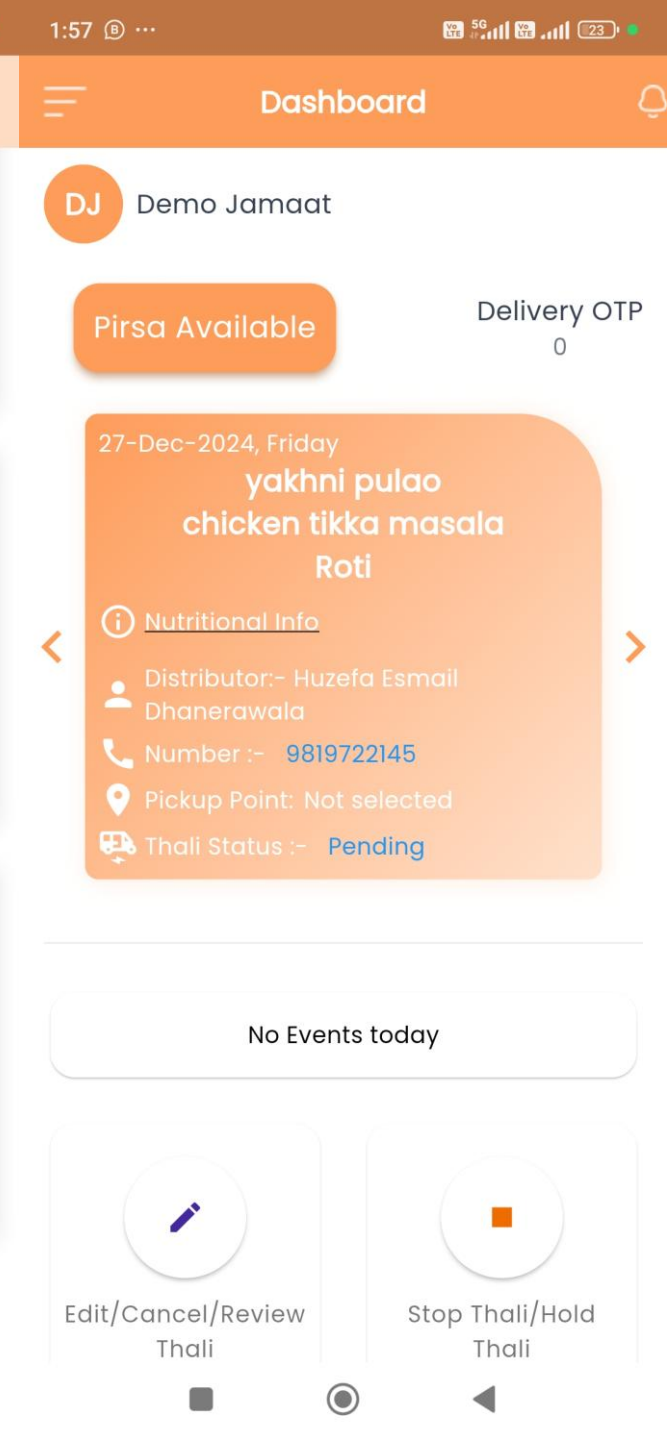 1:57
5G
23
Dashboard
DJ
Demo Jamaat
Pirsa Available
Delivery OTP
0
27-Dec-2024, Friday
yakhni pulao
chicken tikka masala
Roti
Nutritional Info
Distributor:- Huzefa Esmail
Dhanerawala
Number :- 9819722145
Pickup Point: Not selected
Thali Status :- Pending
No Events today
Edit/Cancel/Review
Thali
Stop Thali/Hold
Thali